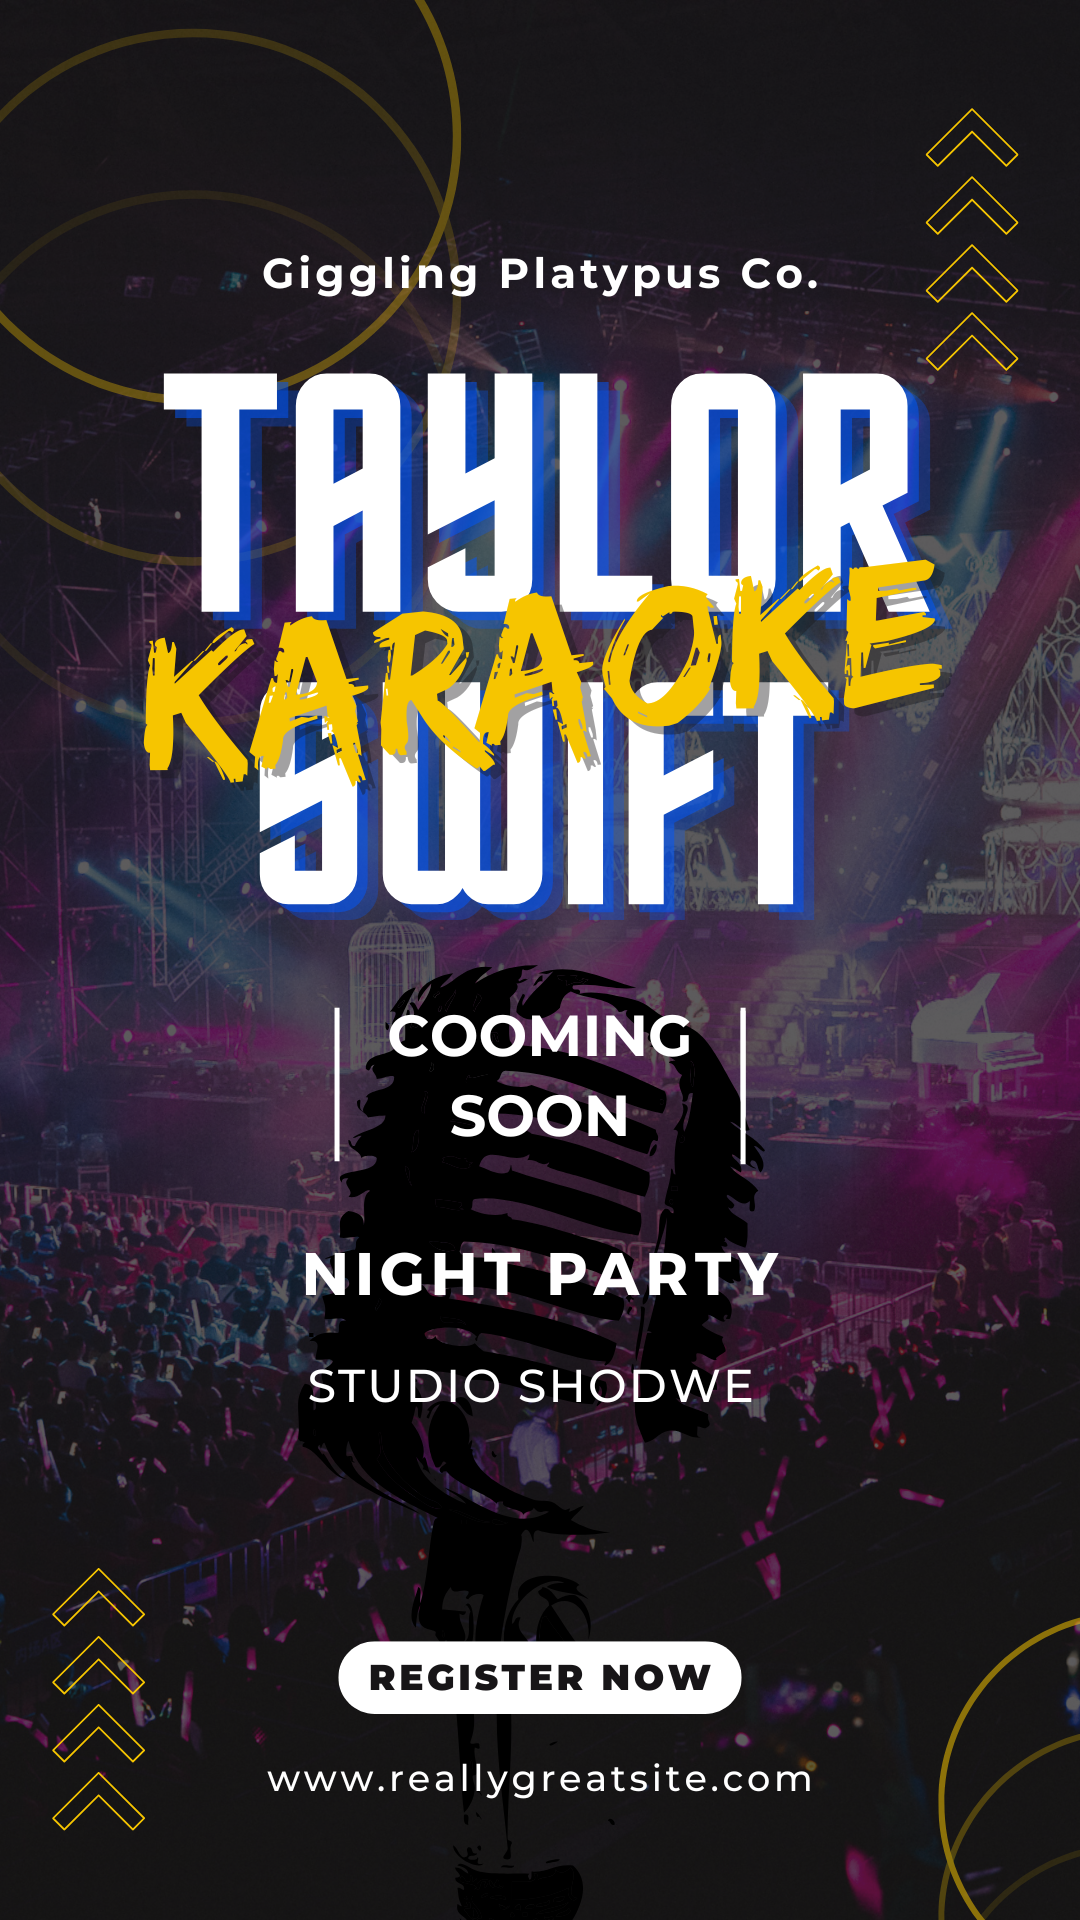 Giggling Platypus Co.
TAYLOR
KARAOKE
SWIFT
COOMING
SOON
NIGHT PARTY
STUDIO SHODWE
REGISTER NOW
www.reallygreatsite.com